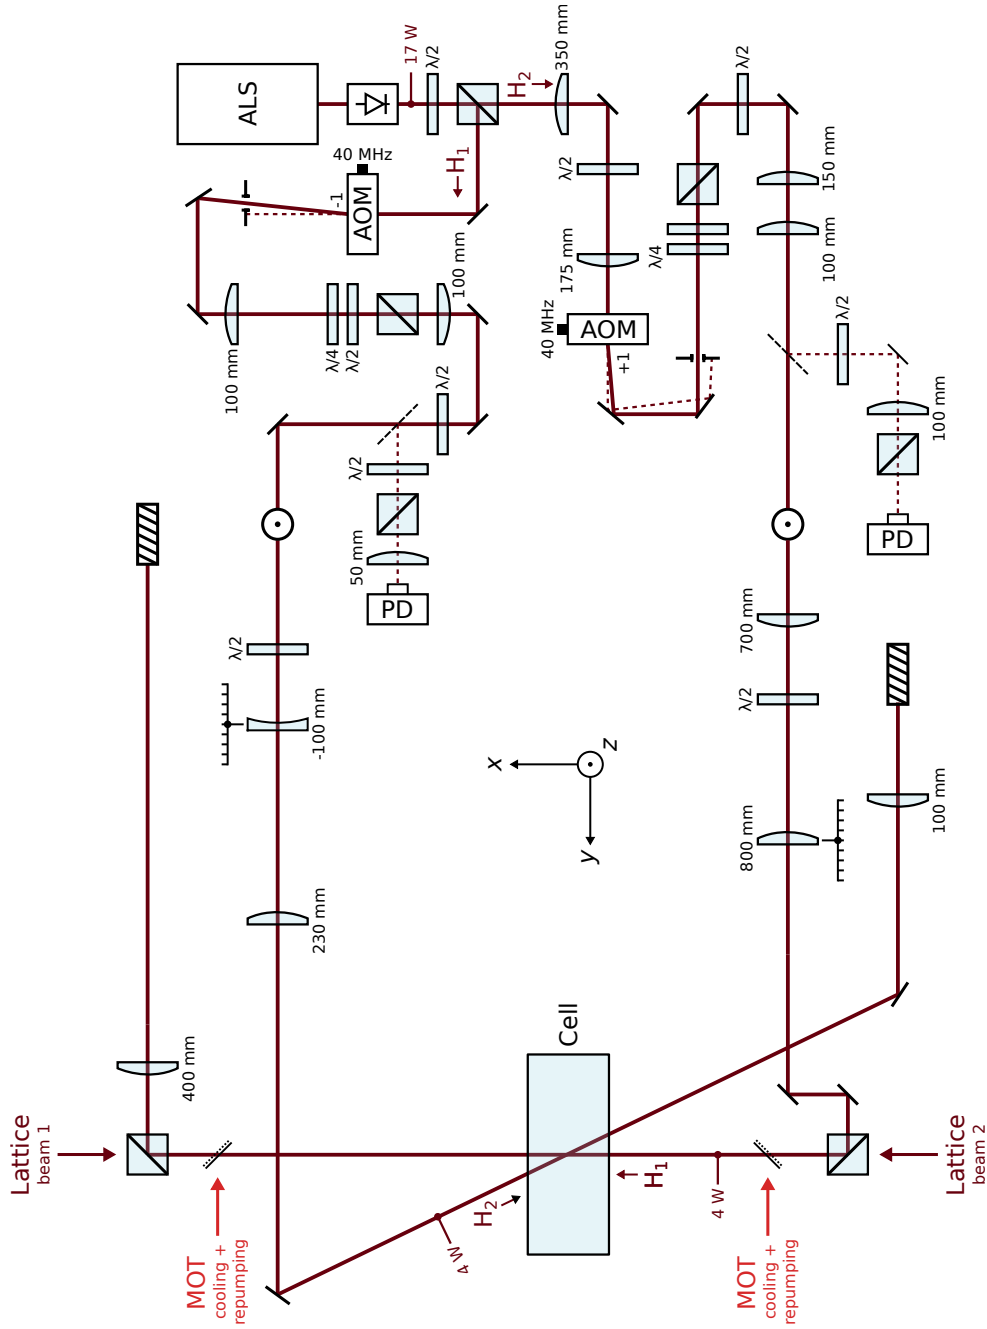 ALS
17 W
λ/2
H2
350 mm
H1
40 MHz
-1
AOM
λ/2
λ/2
175 mm
λ/4
150 mm
100 mm
100 mm
100 mm
λ/4
λ/2
40 MHz
AOM
+1
λ/2
λ/2
100 mm
λ/2
50 mm
PD
PD
λ/2
-100 mm
700 mm
λ/2
x
z
y
800 mm
100 mm
230 mm
Cell
400 mm
Lattice
beam 1
H1
H2
4 W
4 W
Lattice
beam 2
MOT
cooling +
repumping
MOT
cooling +
repumping